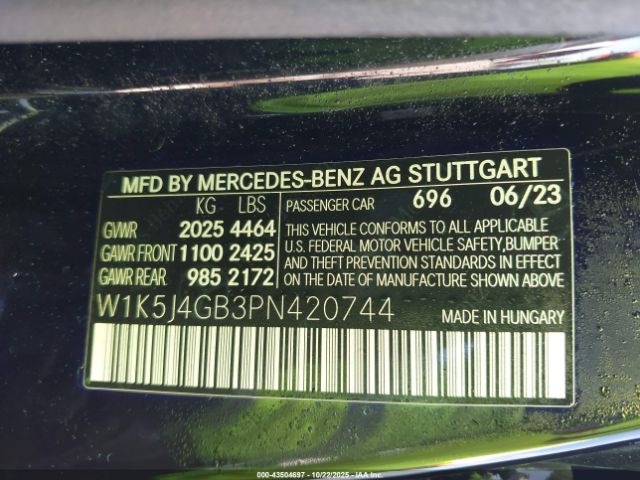 MFD BY MERCEDES-BENZ AG STUTTGART
KG LBS PASSENGER CAR 696 06/23
GVWR 2025 4464
GAWR FRONT 1100 2425
GAWR REAR 985 2172
THIS VEHICLE CONFORMS TO ALL APPLICABLE
U.S. FEDERAL MOTOR VEHICLE SAFETY, BUMPER
AND THEFT PREVENTION STANDARDS IN EFFECT
ON THE DATE OF MANUFACTURE SHOWN ABOVE.
W1K5J4GB3PN420744 MADE IN HUNGARY
000-43504697 - 10/22/2025 - IAAI.COM